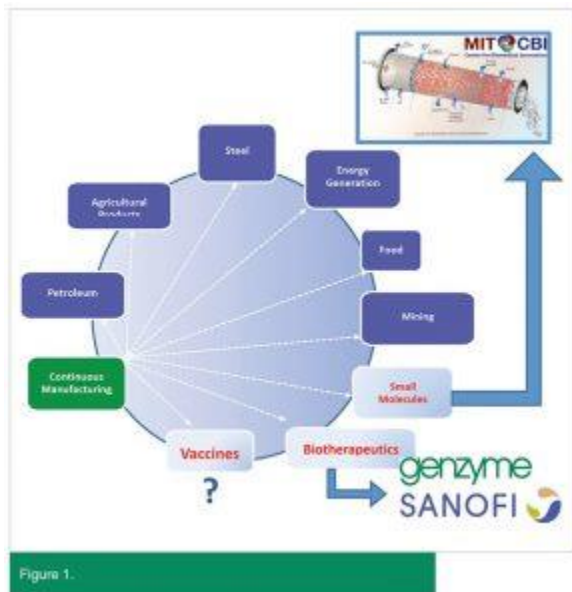 MIT CBI
Steel
Energy
Generation
Agricultural
Products
Food
Petroleum
Mining
Continuous
Manufacturing
Small
Molecules
Vaccines
?
Biotherapeutics
genzyme
SANOFI
Figure 1.